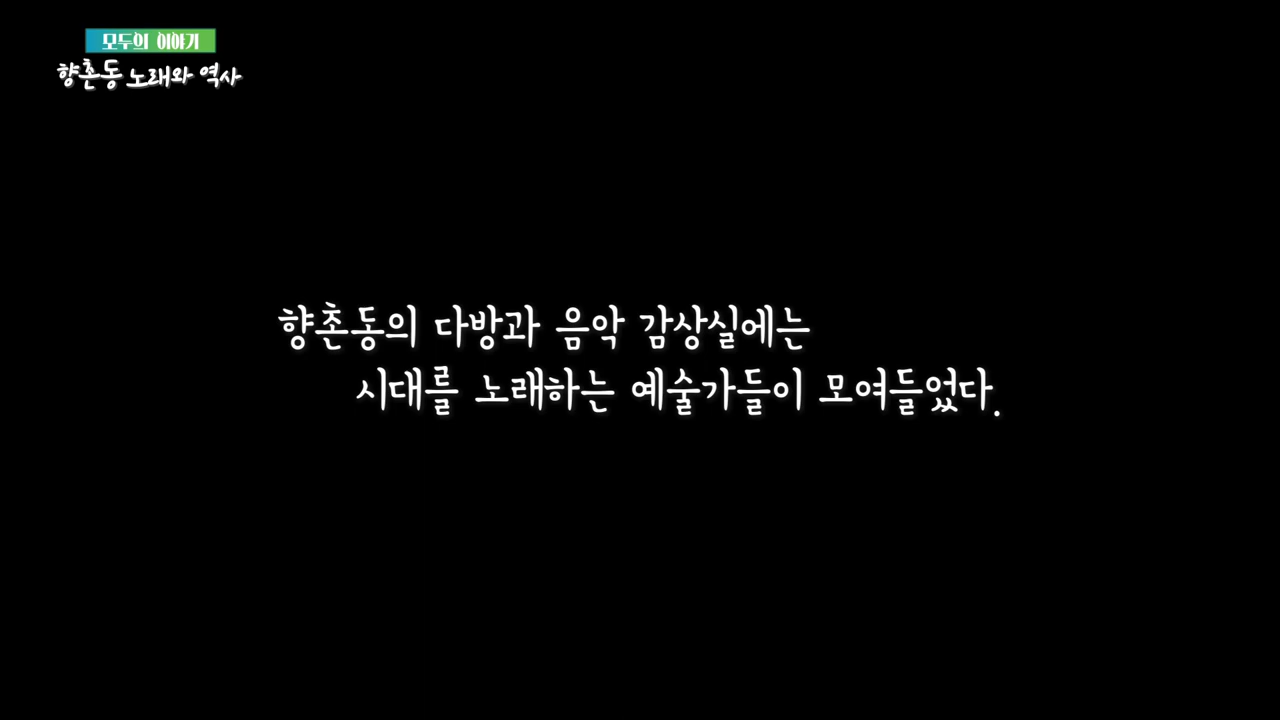 모두의 이야기
향촌동 노래와 역사
향촌동의 다방과 음악 감상실에는
시대를 노래하는 예술가들이 모여들었다.